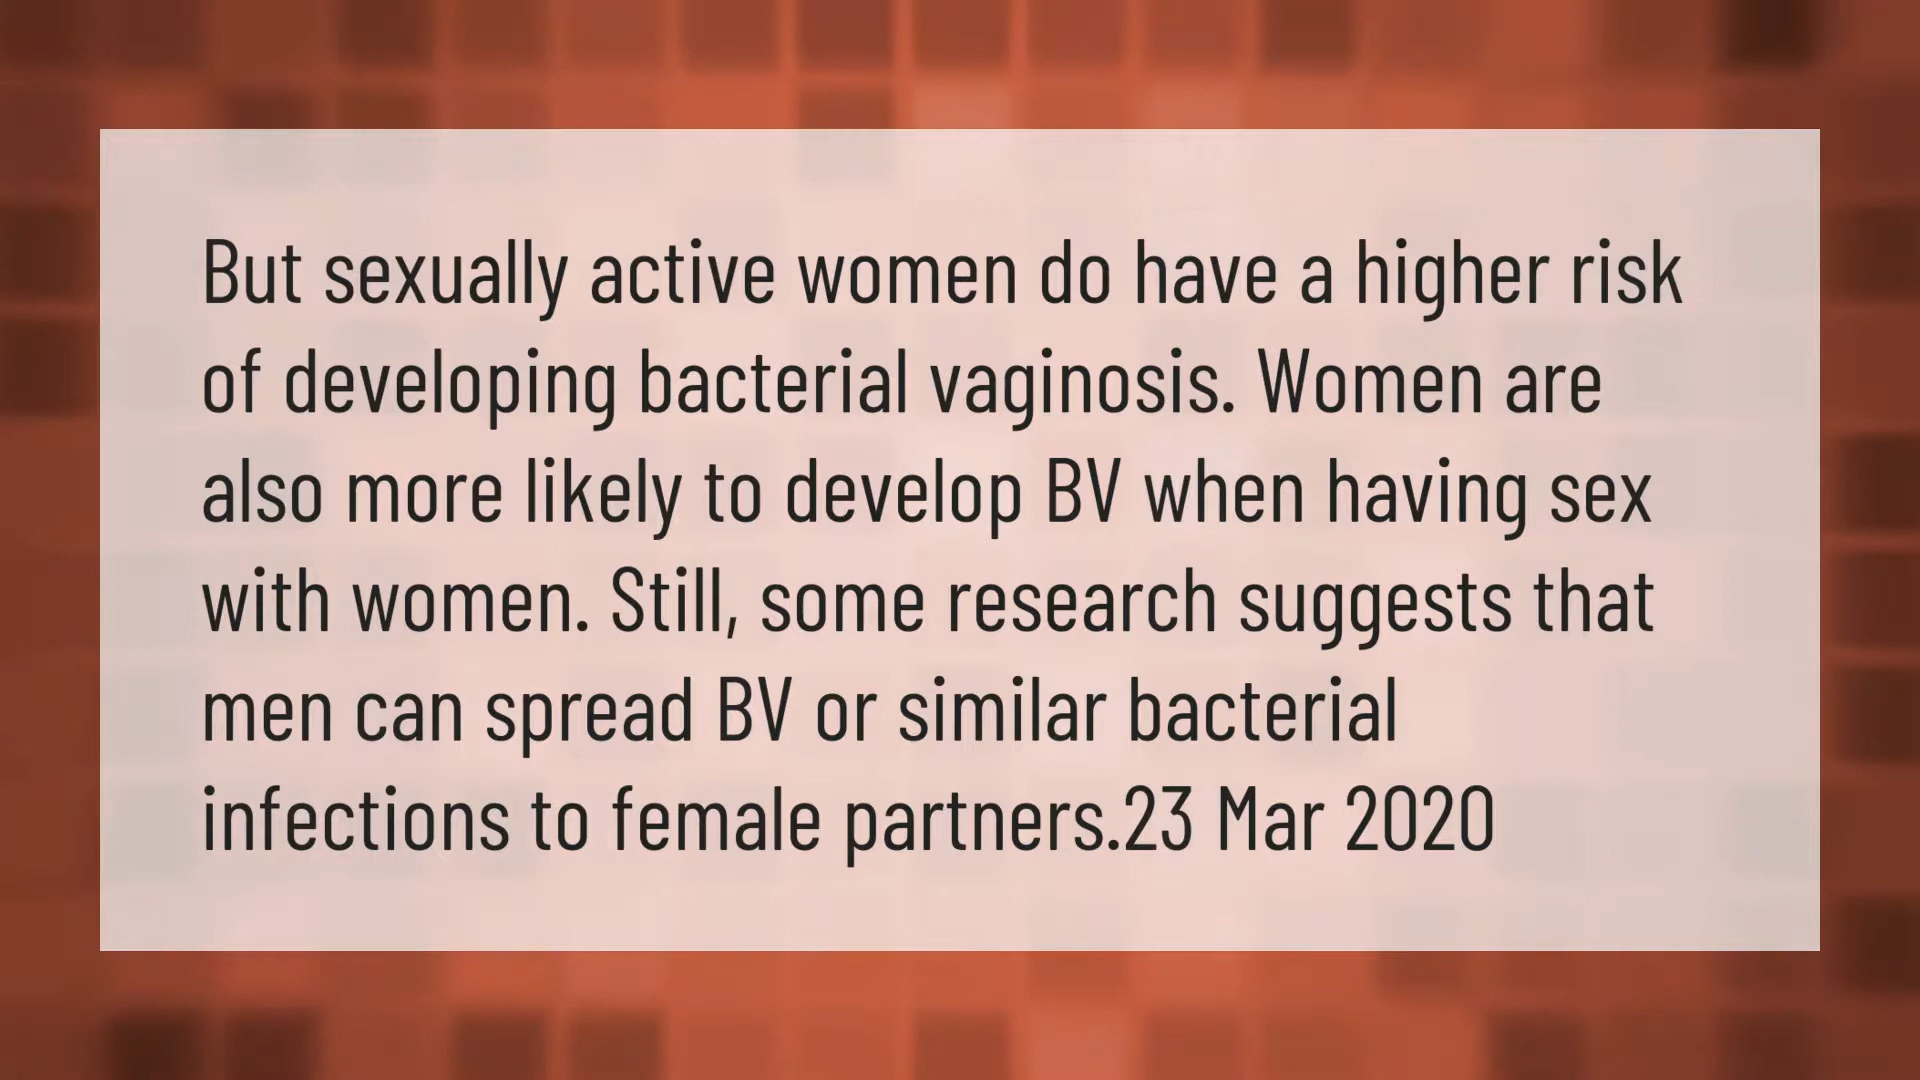 But sexually active women do have a higher risk
of developing bacterial vaginosis. Women are
also more likely to develop BV when having sex
with women. Still, some research suggests that
men can spread BV or similar bacterial
infections to female partners.23 Mar 2020